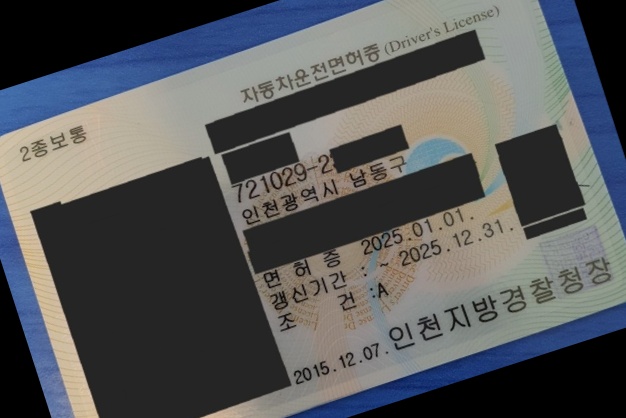 자동차운전면허증 (Driver's License)
2종보통
721029-2
인천광역시 남동구
면 허 증 2025.01.01.
갱신기간 : ~ 2025.12.31.
조 건 :A
2015.12.07. 인천지방경찰청장